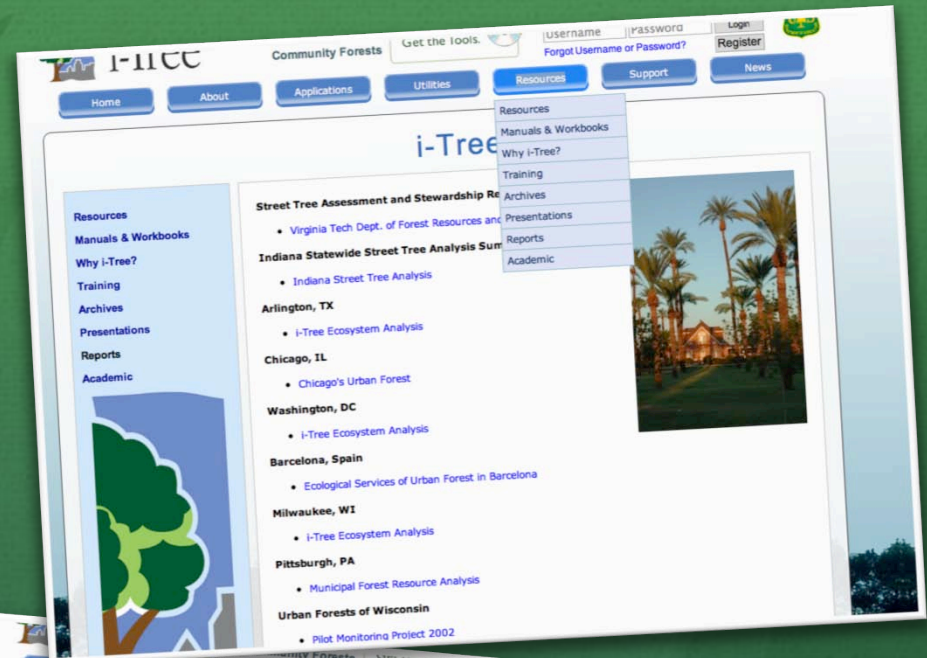 i-Tree
Community Forests
Get the Tools.
Username
Password
Login
Forgot Username or Password?
Register
Home
About
Applications
Utilities
Resources
Support
News
Resources
Manuals & Workbooks
Why i-Tree?
Training
Archives
Presentations
Reports
Academic
i-Tree
Resources
Manuals & Workbooks
Why i-Tree?
Training
Archives
Presentations
Reports
Academic
Street Tree Assessment and Stewardship
• Virginia Tech Dept. of Forest Resources
Indiana Statewide Street Tree Analysis
• Indiana Street Tree Analysis
Arlington, TX
• i-Tree Ecosystem Analysis
Chicago, IL
• Chicago's Urban Forest
Washington, DC
• i-Tree Ecosystem Analysis
Barcelona, Spain
• Ecological Services of Urban Forest in Barcelona
Milwaukee, WI
• i-Tree Ecosystem Analysis
Pittsburgh, PA
• Municipal Forest Resource Analysis
Urban Forests of Wisconsin
• Pilot Monitoring Project 2002